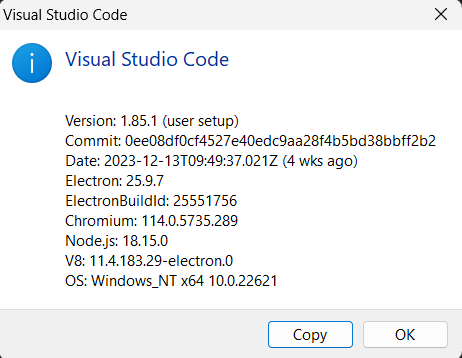 Visual Studio Code
Visual Studio Code
Version: 1.85.1 (user setup)
Commit: 0ee08df0cf4527e40edc9aa28f4b5bd38bbff2b2
Date: 2023-12-13T09:49:37.021Z (4 wks ago)
Electron: 25.9.7
ElectronBuildId: 25551756
Chromium: 114.0.5735.289
Node.js: 18.15.0
V8: 11.4.183.29-electron.0
OS: Windows_NT x64 10.0.22621
Copy
OK